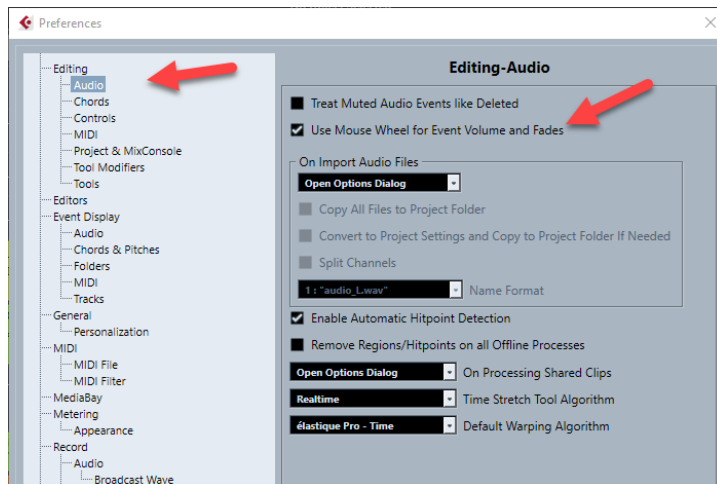 Preferences
Editing
Audio
Chords
Controls
MIDI
Project & MixConsole
Tool Modifiers
Tools
Editors
Event Display
Audio
Chords & Pitches
Folders
MIDI
Tracks
General
Personalization
MIDI
MIDI File
MIDI Filter
MediaBay
Metering
Appearance
Record
Audio
Broadcast Wave
Editing-Audio
Treat Muted Audio Events like Deleted
Use Mouse Wheel for Event Volume and Fades
On Import Audio Files
Open Options Dialog
Copy All Files to Project Folder
Convert to Project Settings and Copy to Project Folder If Needed
Split Channels
1 : "audio_L.wav" Name Format
Enable Automatic Hitpoint Detection
Remove Regions/Hitpoints on all Offline Processes
Open Options Dialog On Processing Shared Clips
Realtime Time Stretch Tool Algorithm
élastique Pro - Time Default Warping Algorithm